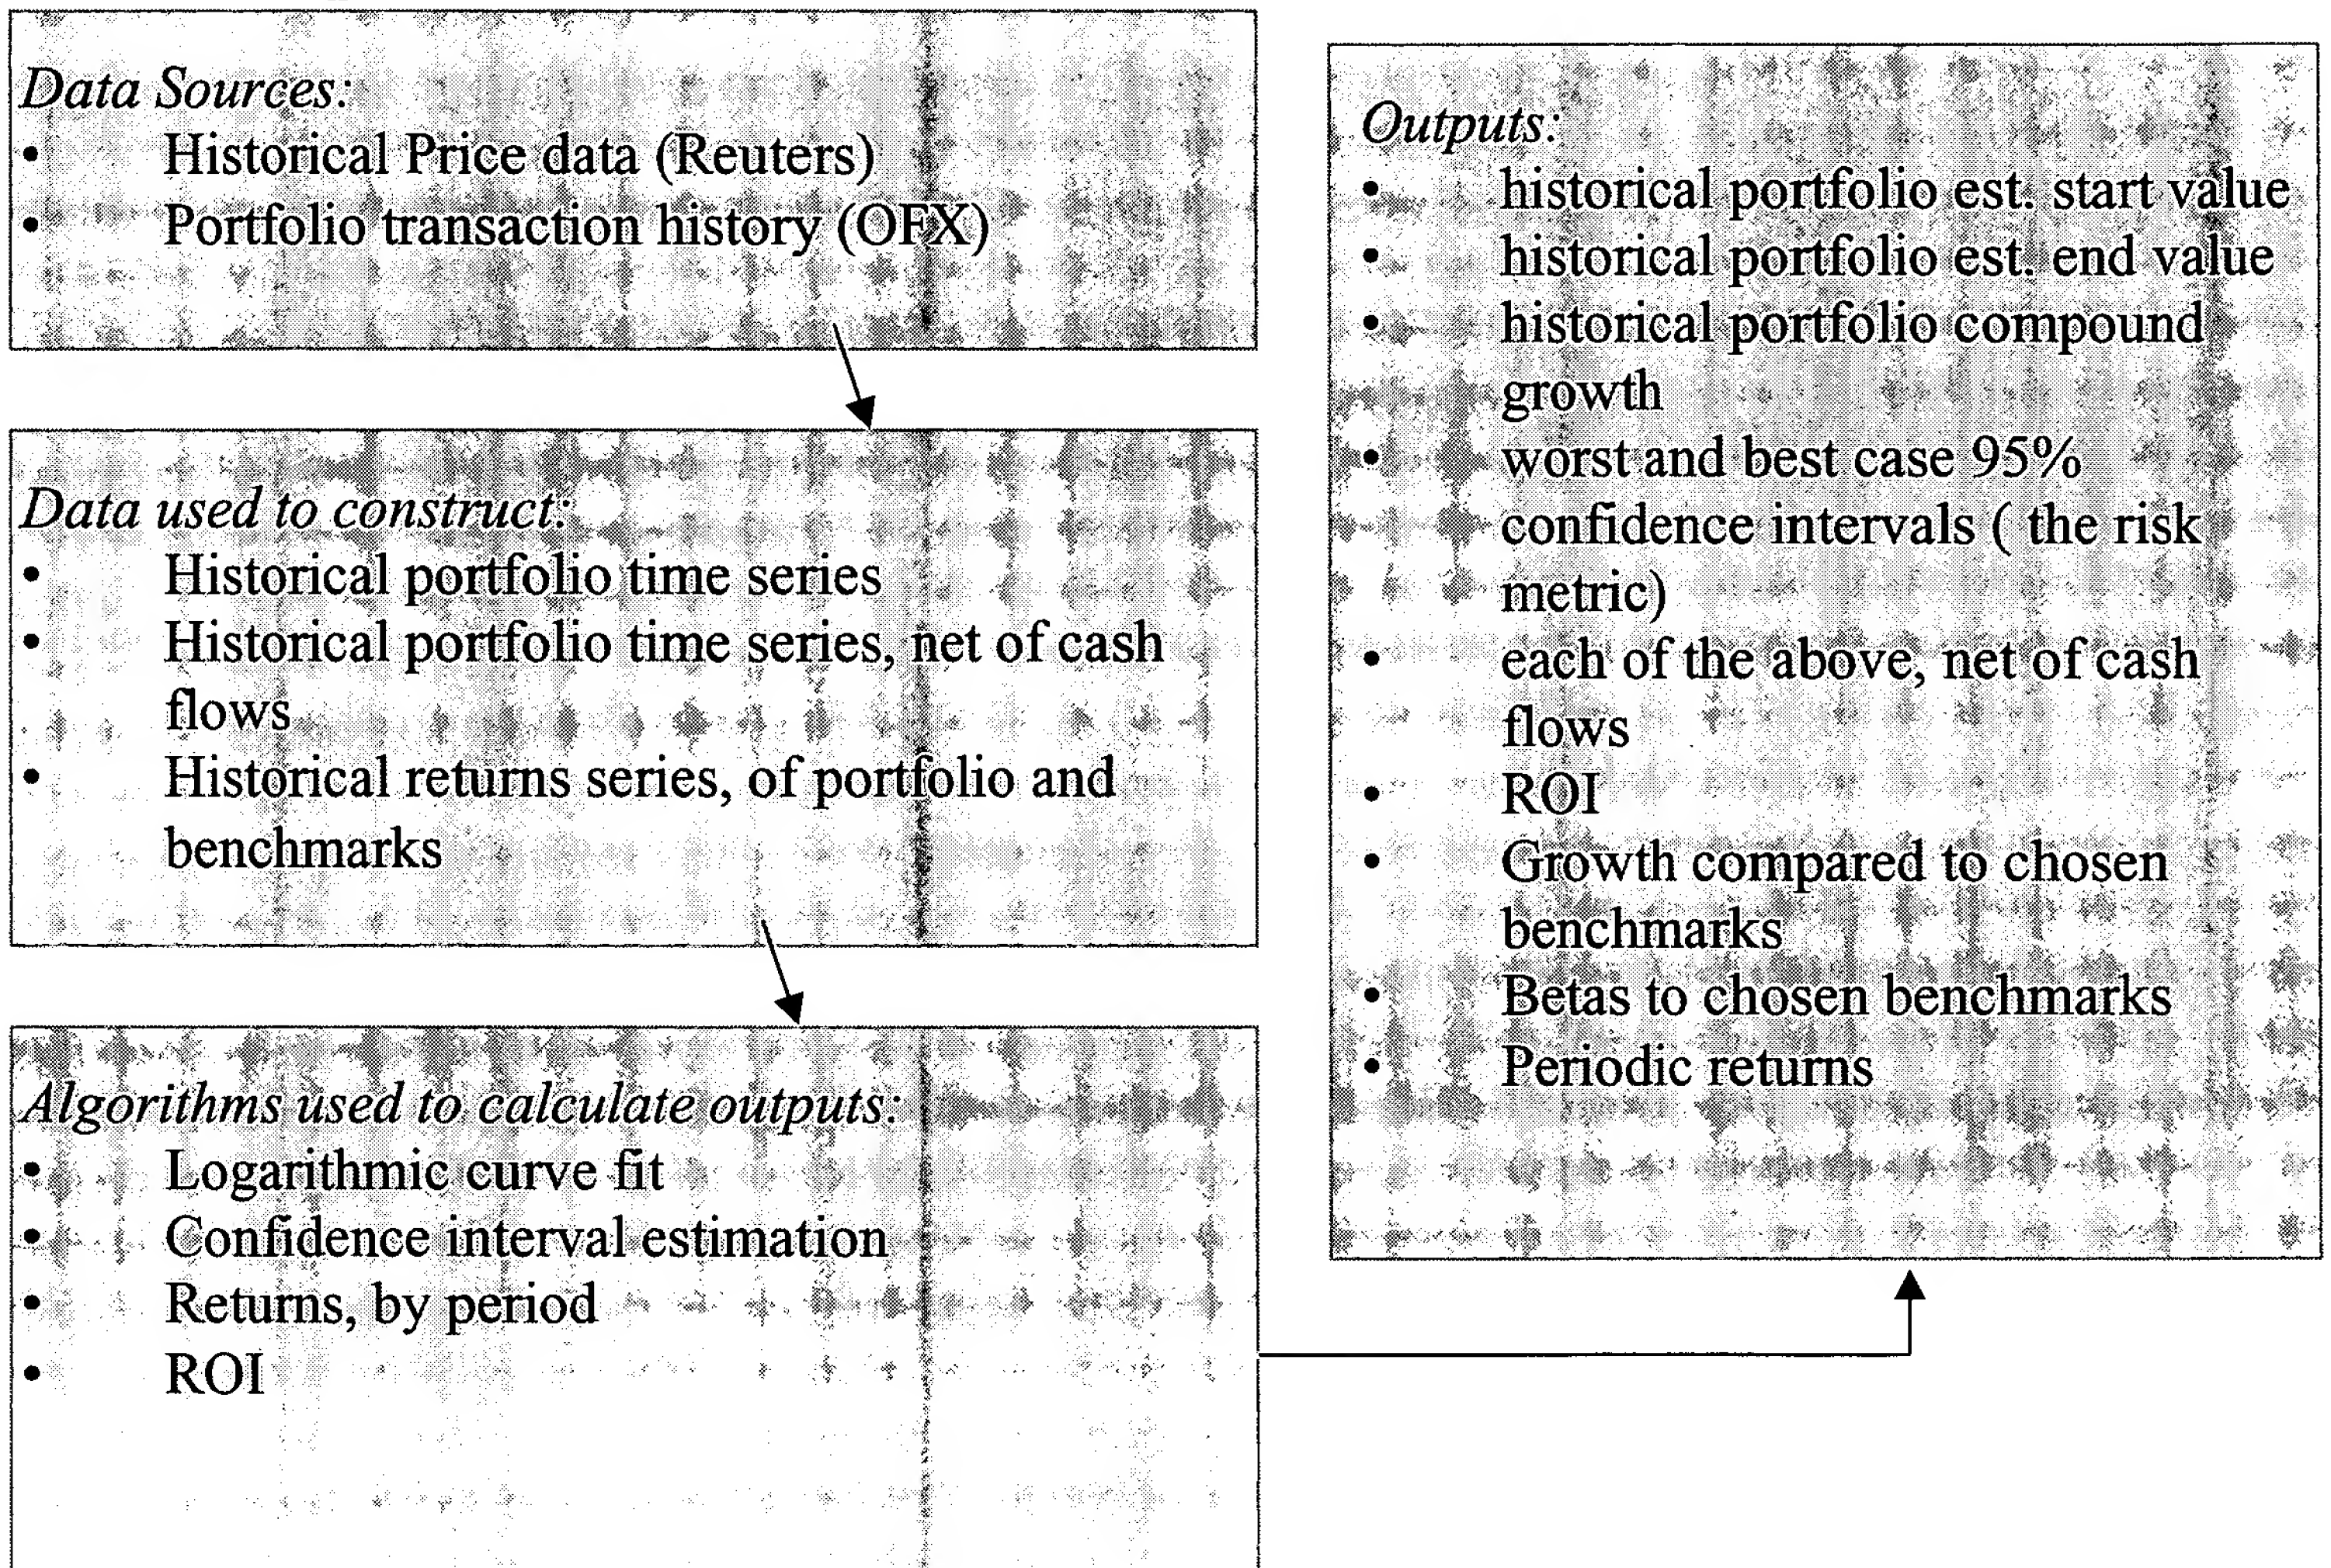 Data Sources:
• Historical Price data (Reuters)
• Portfolio transaction history (OFX)
Data used to construct:
• Historical portfolio time series
• Historical portfolio time series, net of cash
flows
• Historical returns series, of portfolio and
benchmarks
Algorithms used to calculate outputs:
• Logarithmic curve fit
• Confidence interval estimation
• Returns, by period
• ROI
Outputs:
• historical portfolio est. start value
• historical portfolio est. end value
• historical portfolio compound
growth
• worst and best case 95%
confidence intervals ( the risk
metric)
• each of the above, net of cash
flows
• ROI
• Growth compared to chosen
benchmarks
• Betas to chosen benchmarks
• Periodic returns